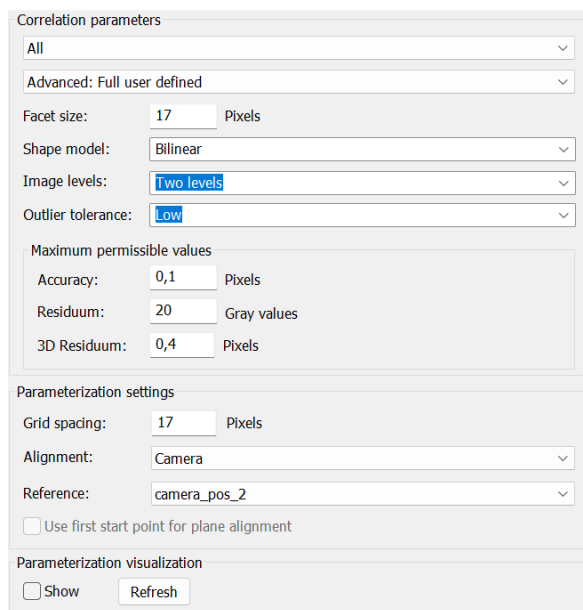 Correlation parameters
All
Advanced: Full user defined
Facet size: 17 Pixels
Shape model: Bilinear
Image levels: Two levels
Outlier tolerance: Low
Maximum permissible values
Accuracy: 0,1 Pixels
Residuum: 20 Gray values
3D Residuum: 0,4 Pixels
Parameterization settings
Grid spacing: 17 Pixels
Alignment: Camera
Reference: camera_pos_2
Use first start point for plane alignment
Parameterization visualization
Show Refresh